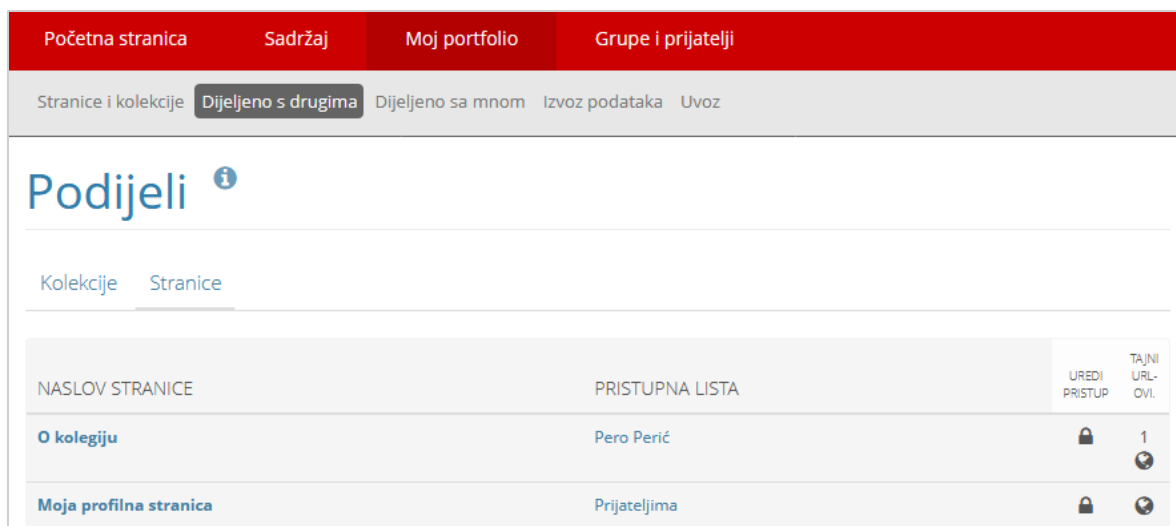 Početna stranica Sadržaj Moj portfolio Grupe i prijatelji
Stranice i kolekcije Dijeljeno s drugima Dijeljeno sa mnom Izvoz podataka Uvoz
Podijeli
Kolekcije Stranice
NASLOV STRANICE PRISTUPNA LISTA UREDI PRISTUP TAJNI URL-OVI.
O kolegiju Pero Perić 1
Moja profilna stranica Prijateljima